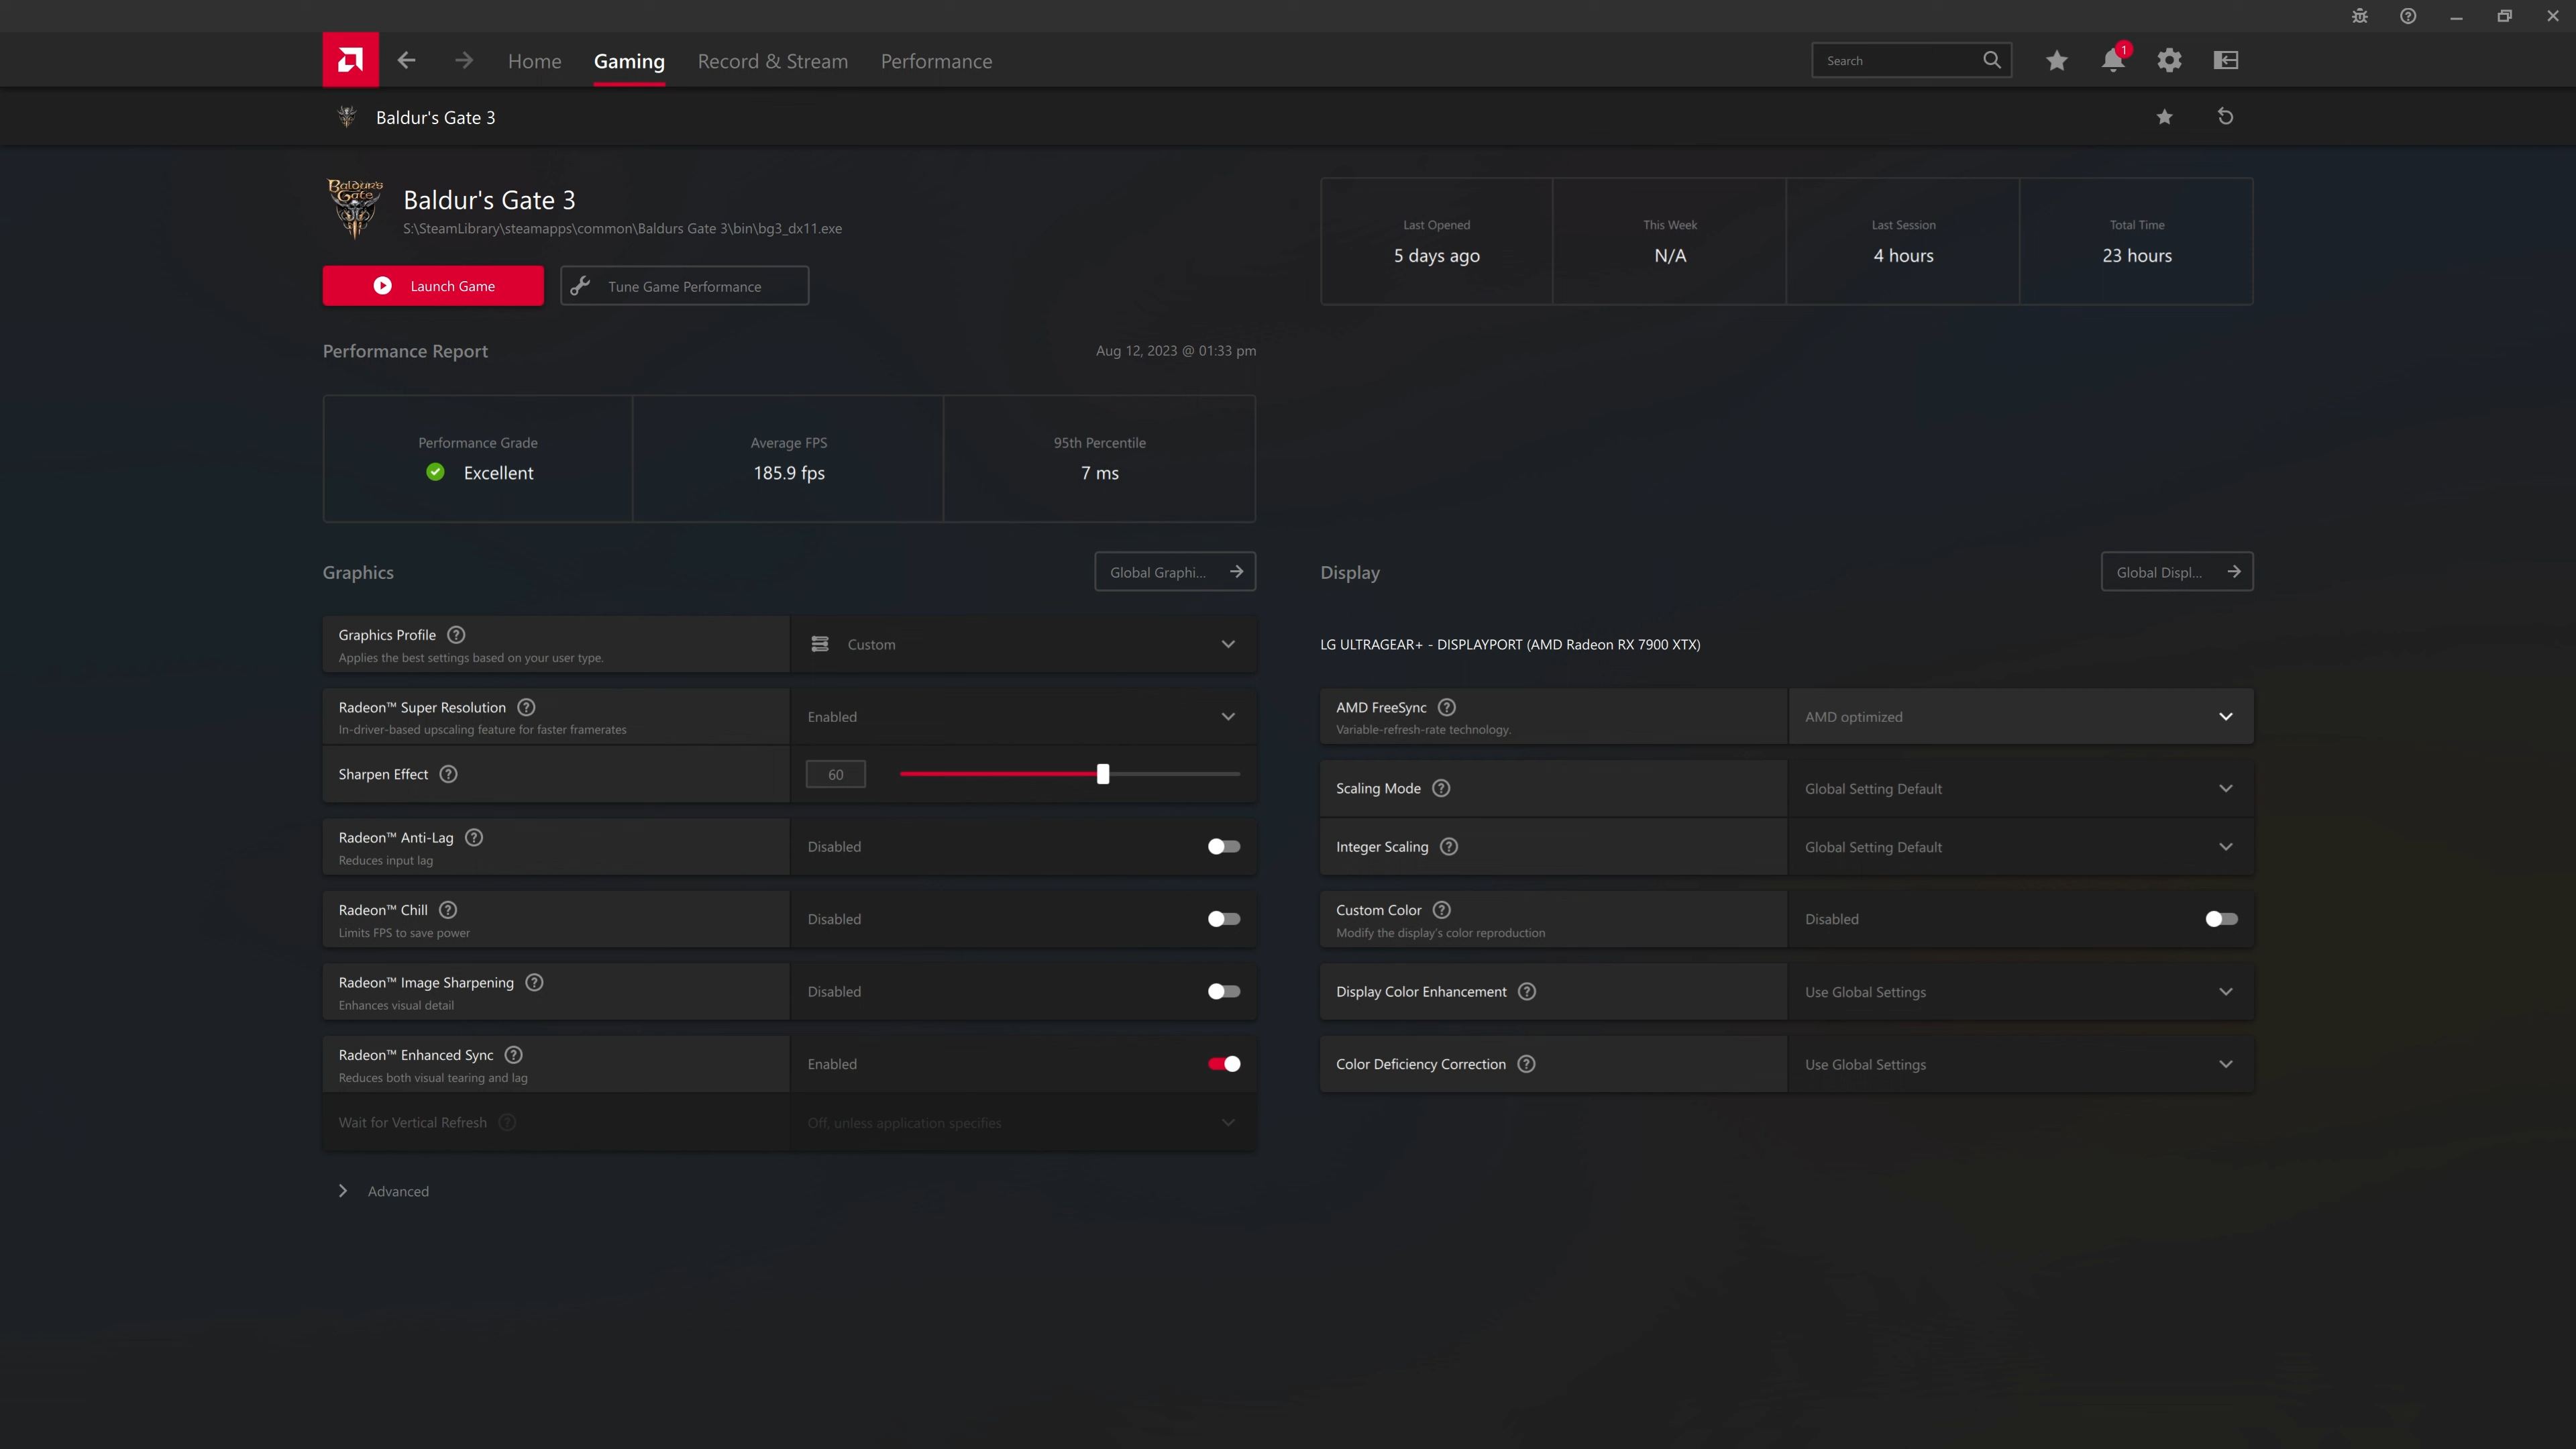 Home
Gaming
Record & Stream
Performance
Search
1
Baldur's Gate 3
Baldur's Gate
Baldur's Gate 3
S:\SteamLibrary\steamapps\common\Baldurs Gate 3\bin\bg3_dx11.exe
Launch Game
Tune Game Performance
Last Opened
5 days ago
This Week
N/A
Last Session
4 hours
Total Time
23 hours
Performance Report
Aug 12, 2023 @ 01:33 pm
Performance Grade
Excellent
Average FPS
185.9 fps
95th Percentile
7 ms
Graphics
Global Graphi...
Graphics Profile
Applies the best settings based on your user type.
Custom
Radeon™ Super Resolution
In-driver-based upscaling feature for faster framerates
Enabled
Sharpen Effect
60
Radeon™ Anti-Lag
Reduces input lag
Disabled
Radeon™ Chill
Limits FPS to save power
Disabled
Radeon™ Image Sharpening
Enhances visual detail
Disabled
Radeon™ Enhanced Sync
Reduces both visual tearing and lag
Enabled
Wait for Vertical Refresh
Off, unless application specifies
Advanced
Display
Global Displ...
LG ULTRAGEAR+ - DISPLAYPORT (AMD Radeon RX 7900 XTX)
AMD FreeSync
Variable-refresh-rate technology.
AMD optimized
Scaling Mode
Global Setting Default
Integer Scaling
Global Setting Default
Custom Color
Modify the display's color reproduction
Disabled
Display Color Enhancement
Use Global Settings
Color Deficiency Correction
Use Global Settings